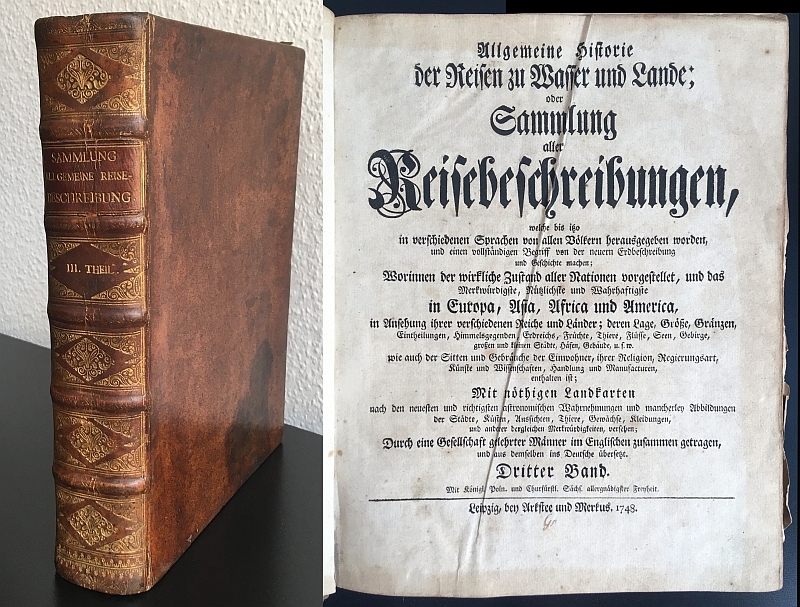 SAMMLUNG
ALLGEMEINE REISE-
BESCHREIBUNG
III. THEIL.
Allgemeine Historie
der Reisen zu Wasser und Lande;
oder
Sammlung
aller
Reisebeschreibungen,
welche bis itzo
in verschiedenen Sprachen von allen Völkern herausgegeben worden,
und einen vollständigen Begriff von der neuern Erdbeschreibung
und Geschichte machen;
Worinnen der wirkliche Zustand aller Nationen vorgestellet, und das
Merkwürdigste, Nützlichste und Wahrhaftigste
in Europa, Asia, Africa und America,
in Ansehung ihrer verschiedenen Reiche und Länder; deren Lage, Größe, Gränzen,
Eintheilungen, Himmelsgegenden, Erdreichs, Früchte, Thiere, Flüsse, Seen, Gebirge,
großen und kleinen Städte, Häfen, Gebäude, u. s. w.
wie auch der Sitten und Gebräuche der Einwohner, ihrer Religion, Regierungsart,
Künste und Wissenschaften, Handlung und Manufacturen,
enthalten ist;
Mit nöthigen Landkarten
nach den neuesten und richtigsten astronomischen Wahrnehmungen und mancherley Abbildungen
der Städte, Küsten, Aussichten, Thiere, Gewächse, Kleidungen,
und anderer dergleichen Merkwürdigkeiten, versehen;
Durch eine Gesellschaft gelehrter Männer im Englischen zusammen getragen,
und aus demselben ins Deutsche übersetzt.
Dritter Band.
Mit Königl. Poln. und Churfürstl. Sächs. allergnädigster Freyheit.
Leipzig, bey Arkstee und Merkus. 1748.